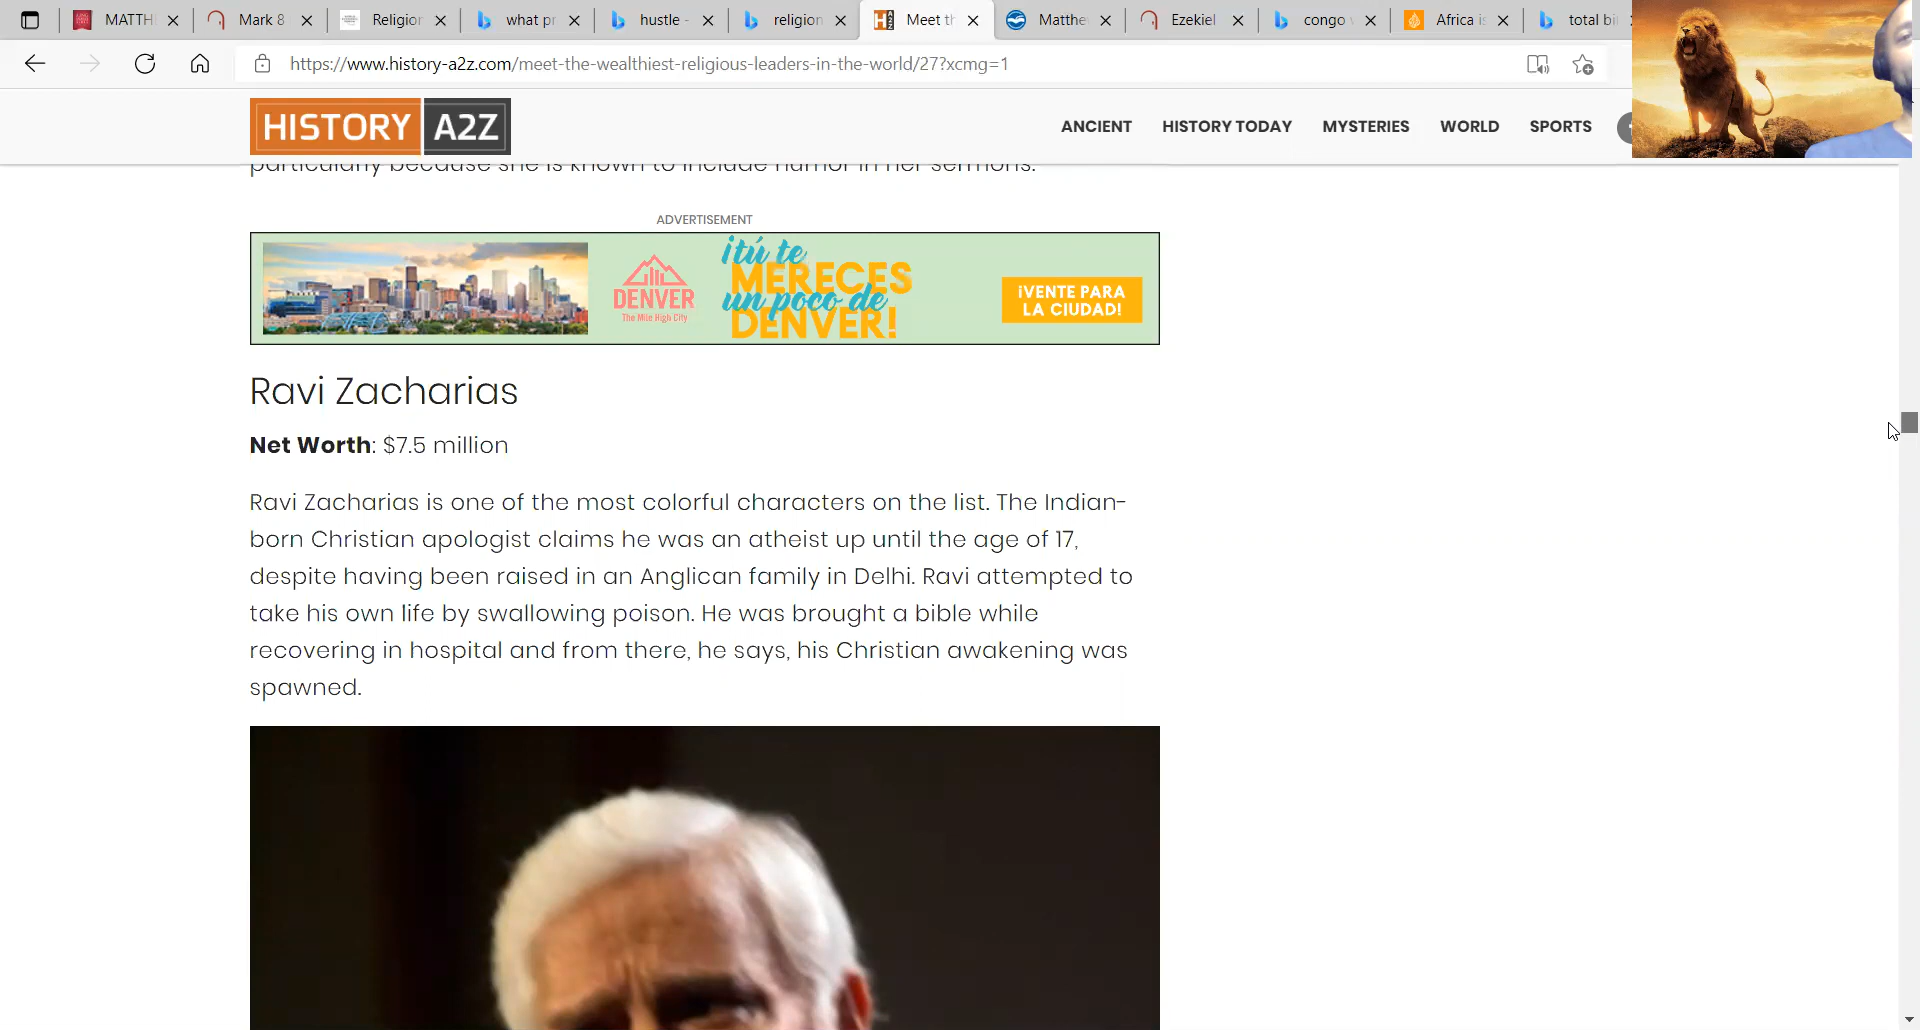 MATTH
Mark 8
Religion
what pr
hustle -
religion
Meet th
Matthe
Ezekiel
congo
Africa is
total bi
https://www.history-a2z.com/meet-the-wealthiest-religious-leaders-in-the-world/27?xcmg=1
HISTORY A2Z
ANCIENT
HISTORY TODAY
MYSTERIES
WORLD
SPORTS
particularly because she is known to include humor in her sermons.
ADVERTISEMENT
DENVER
The Mile High City
¡tú te
MERECES
un poco de
DENVER!
¡VENTE PARA
LA CIUDAD!
Ravi Zacharias
Net Worth: $7.5 million
Ravi Zacharias is one of the most colorful characters on the list. The Indian-
born Christian apologist claims he was an atheist up until the age of 17,
despite having been raised in an Anglican family in Delhi. Ravi attempted to
take his own life by swallowing poison. He was brought a bible while
recovering in hospital and from there, he says, his Christian awakening was
spawned.